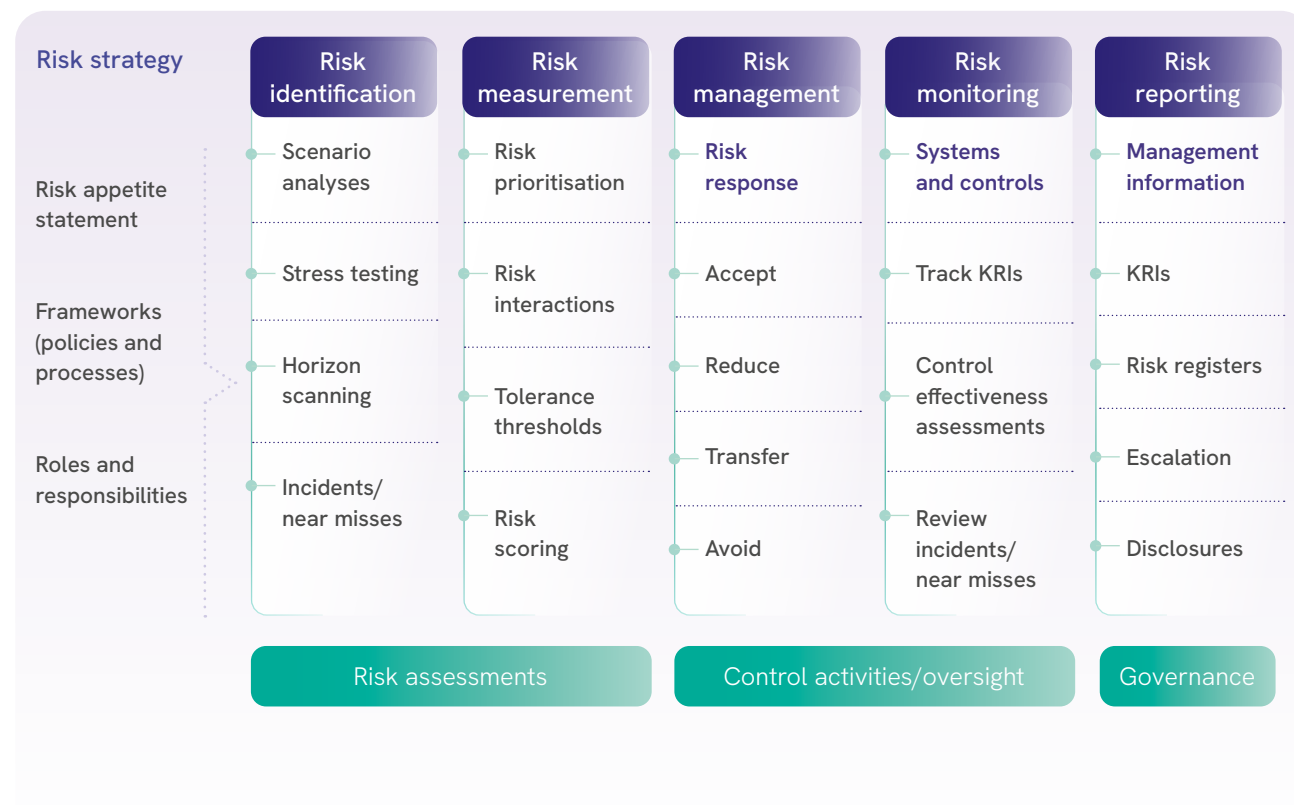 Risk strategy
Risk appetite
statement
Frameworks
(policies and
processes)
Roles and
responsibilities
Risk
identification
Scenario
analyses
Stress testing
Horizon
scanning
Incidents/
near misses
Risk
measurement
Risk
prioritisation
Risk
interactions
Tolerance
thresholds
Risk
scoring
Risk
management
Risk
response
Accept
Reduce
Transfer
Avoid
Risk
monitoring
Systems
and controls
Track KRIs
Control
effectiveness
assessments
Review
incidents/
near misses
Risk
reporting
Management
information
KRIs
Risk registers
Escalation
Disclosures
Risk assessments
Control activities/oversight
Governance